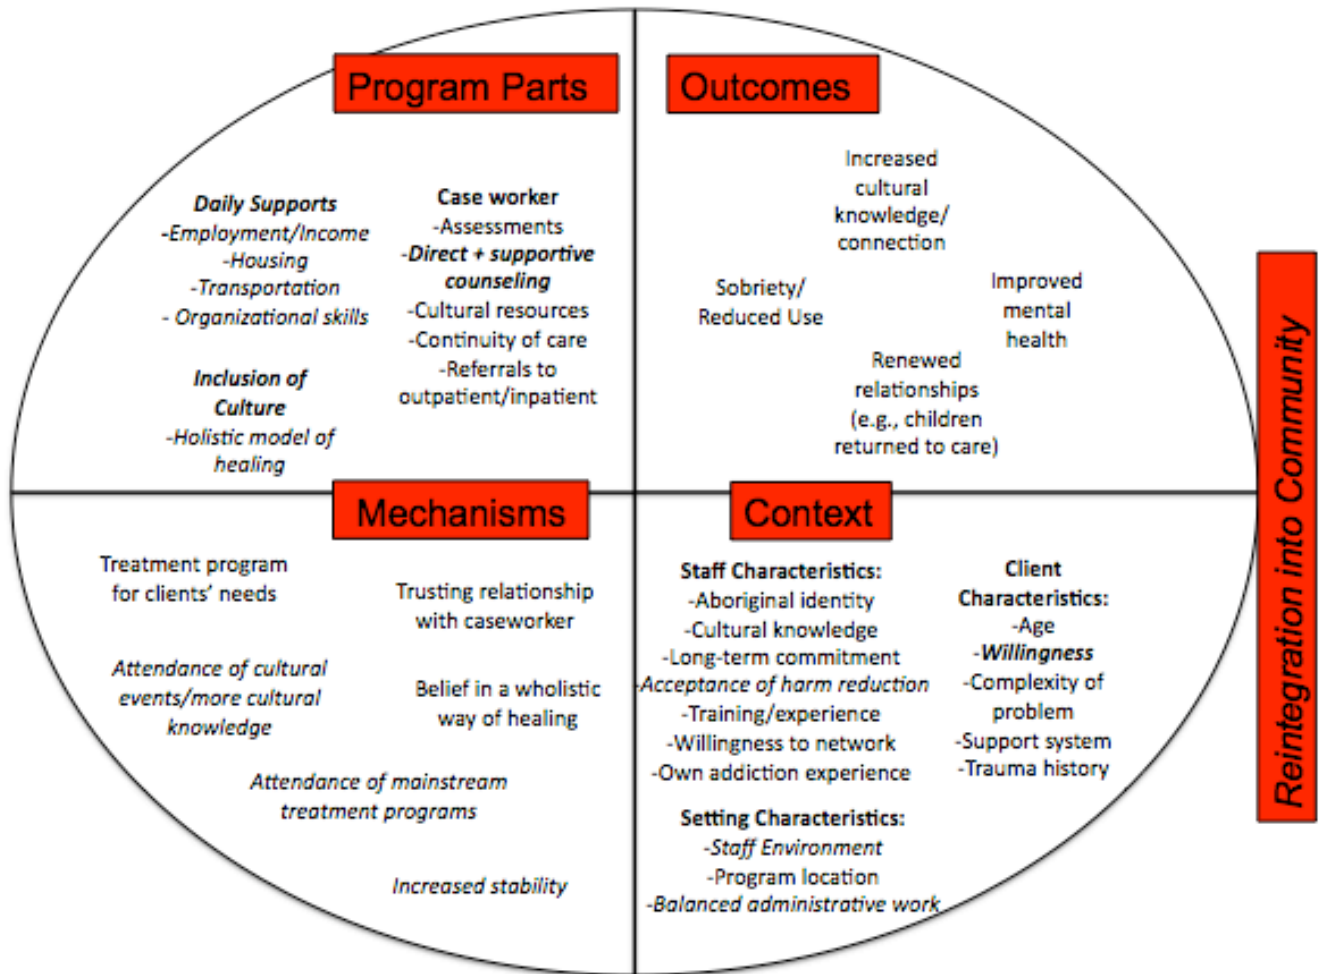 Program Parts
Daily Supports
-Employment/Income
-Housing
-Transportation
- Organizational skills
Inclusion of
Culture
-Holistic model of
healing
Case worker
-Assessments
-Direct + supportive
counseling
-Cultural resources
-Continuity of care
-Referrals to
outpatient/inpatient
Outcomes
Increased
cultural
knowledge/
connection
Sobriety/
Reduced Use
Improved
mental
health
Renewed
relationships
(e.g., children
returned to care)
Mechanisms
Treatment program
for clients’ needs
Trusting relationship
with caseworker
Attendance of cultural
events/more cultural
knowledge
Belief in a wholistic
way of healing
Attendance of mainstream
treatment programs
Increased stability
Context
Staff Characteristics:
-Aboriginal identity
-Cultural knowledge
-Long-term commitment
-Acceptance of harm reduction
-Training/experience
-Willingness to network
-Own addiction experience
Setting Characteristics:
-Staff Environment
-Program location
-Balanced administrative work
Client
Characteristics:
-Age
-Willingness
-Complexity of
problem
-Support system
-Trauma history
Reintegration into Community